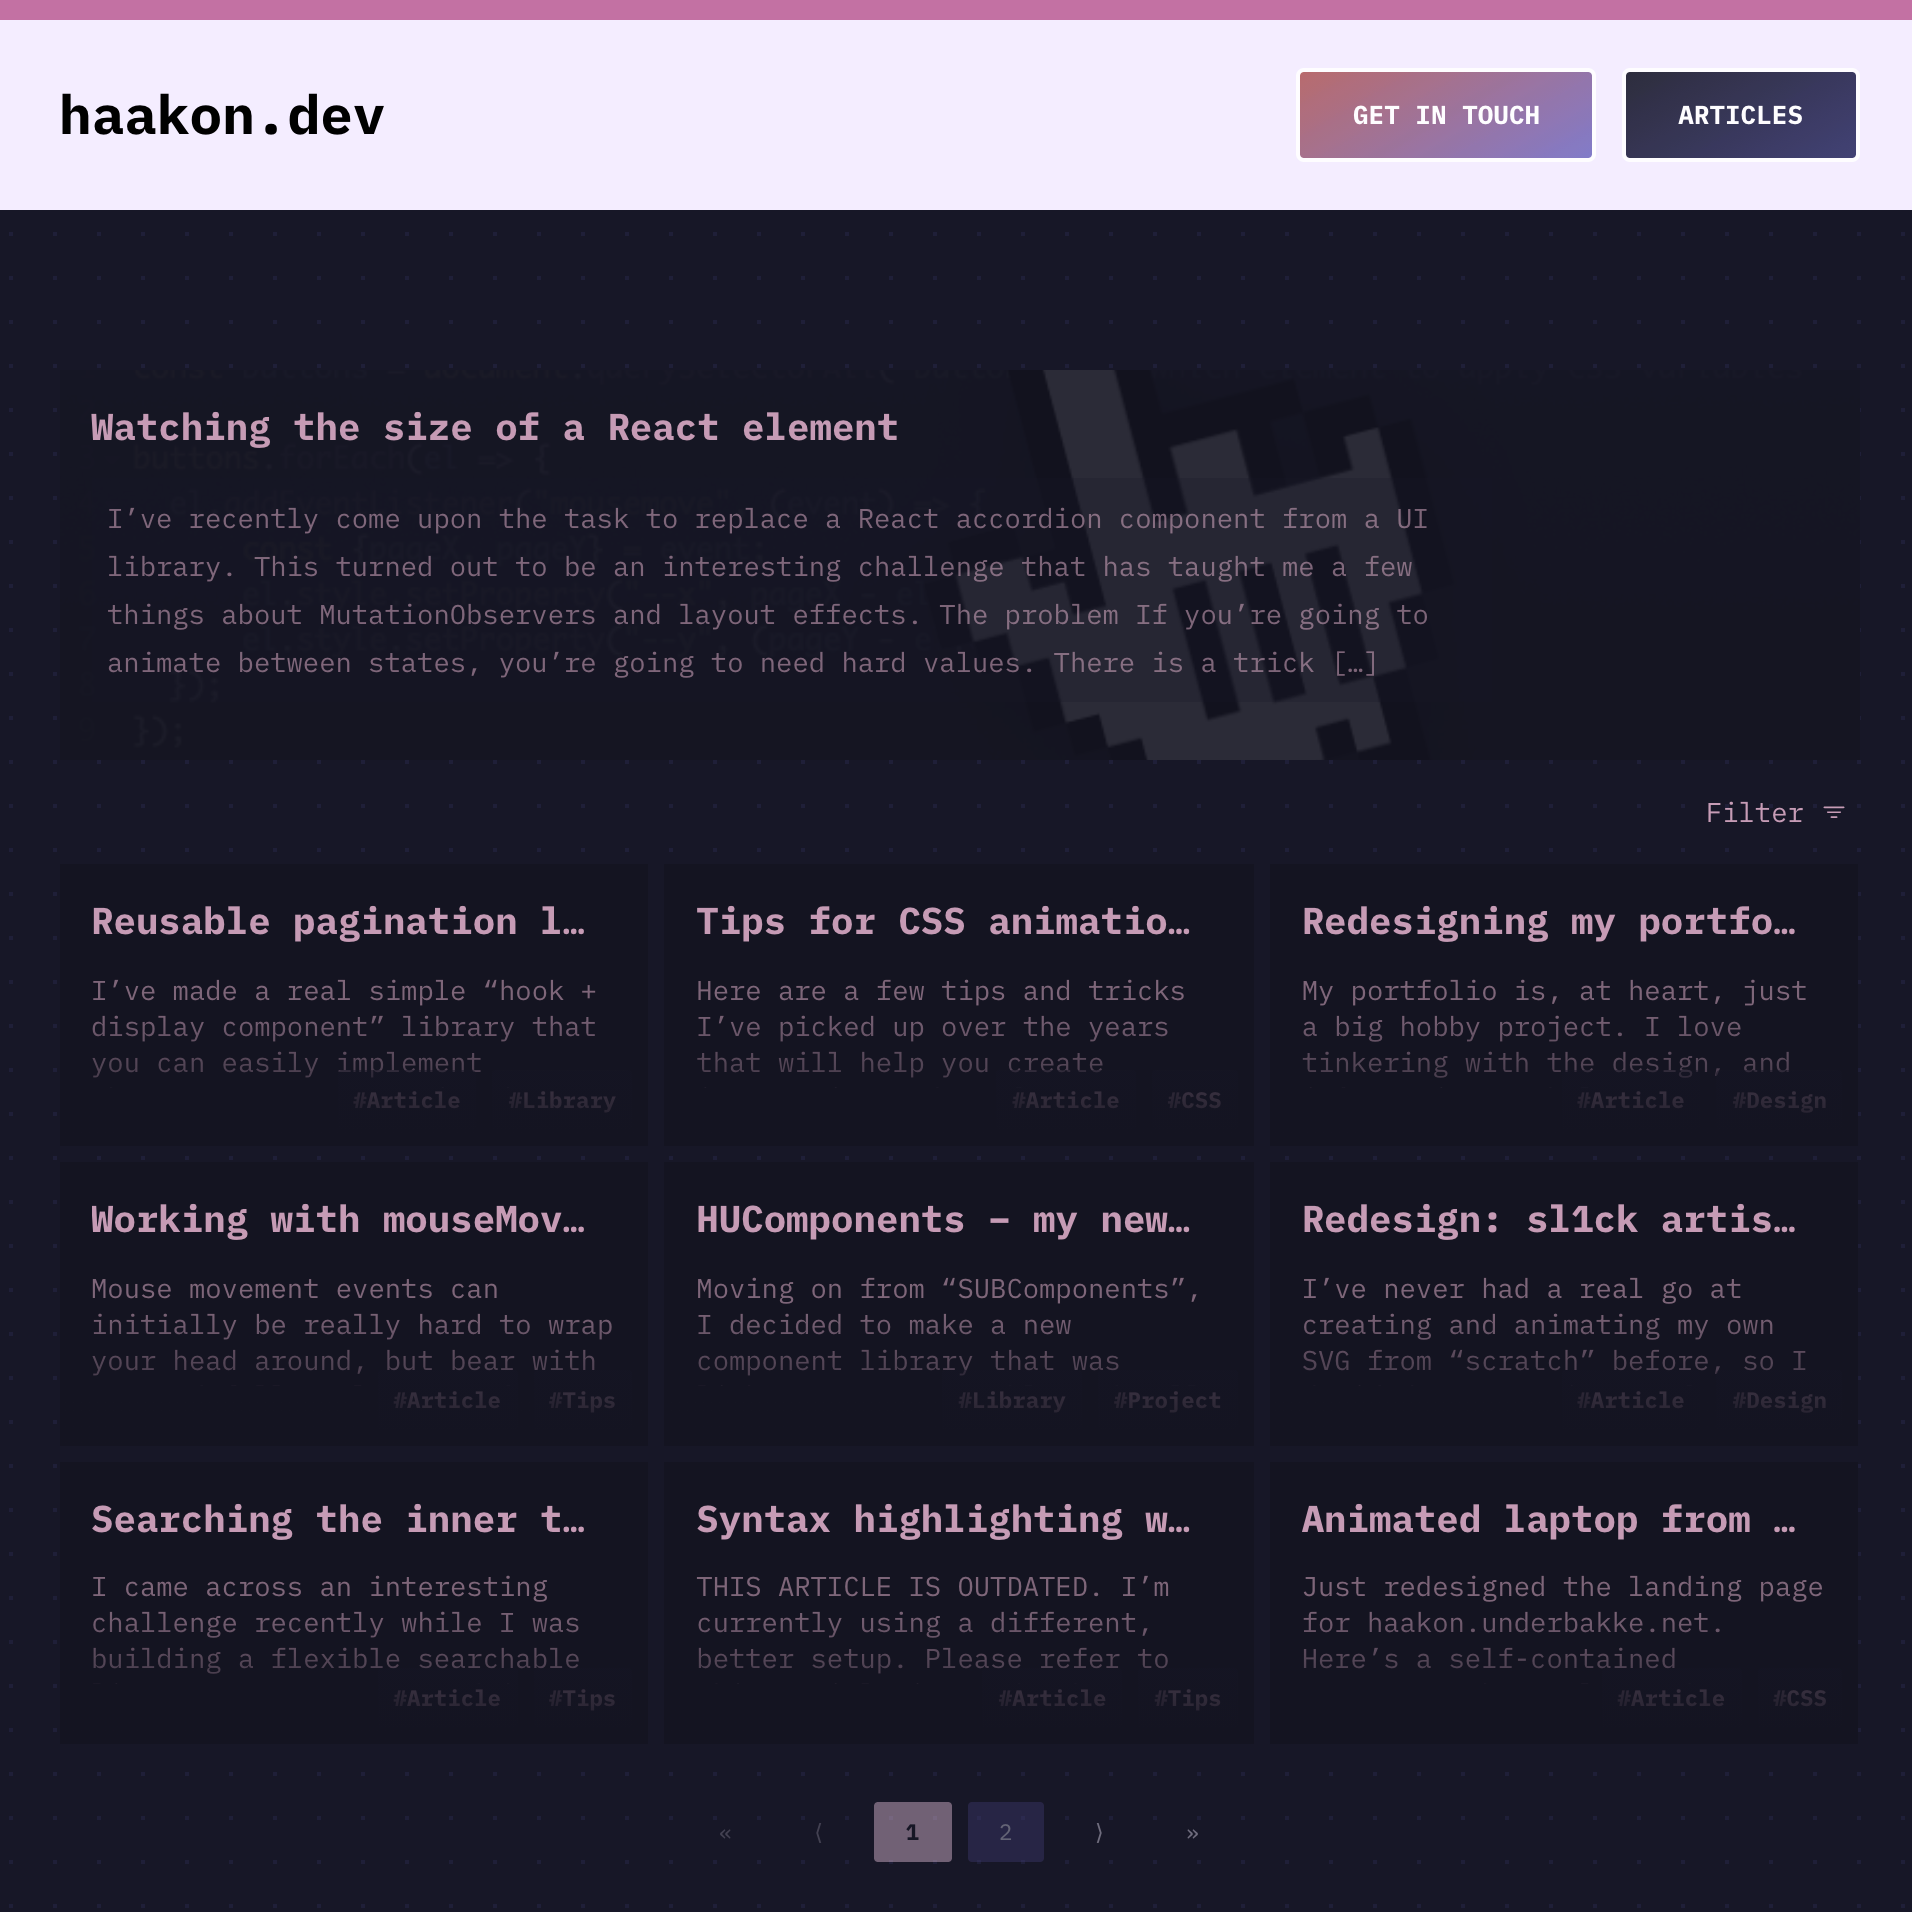 haakon.dev
GET IN TOUCH
ARTICLES
Watching the size of a React element
buttons.forEach(el => {
I’ve recently come upon the task to replace a React accordion component from a UI
library. This turned out to be an interesting challenge that has taught me a few
things about MutationObservers and layout effects. The problem If you’re going to
animate between states, you’re going to need hard values. There is a trick […]
});
});
Filter
Reusable pagination l…
I’ve made a real simple “hook +
display component” library that
you can easily implement
#Article #Library
Tips for CSS animatio…
Here are a few tips and tricks
I’ve picked up over the years
that will help you create
#Article #CSS
Redesigning my portfo…
My portfolio is, at heart, just
a big hobby project. I love
tinkering with the design, and
#Article #Design
Working with mouseMov…
Mouse movement events can
initially be really hard to wrap
your head around, but bear with
#Article #Tips
HUComponents – my new…
Moving on from “SUBComponents”,
I decided to make a new
component library that was
#Library #Project
Redesign: sl1ck artis…
I’ve never had a real go at
creating and animating my own
SVG from “scratch” before, so I
#Article #Design
Searching the inner t…
I came across an interesting
challenge recently while I was
building a flexible searchable
#Article #Tips
Syntax highlighting w…
THIS ARTICLE IS OUTDATED. I’m
currently using a different,
better setup. Please refer to
#Article #Tips
Animated laptop from …
Just redesigned the landing page
for haakon.underbakke.net.
Here’s a self-contained
#Article #CSS
« ⟨ 1 2 ⟩ »